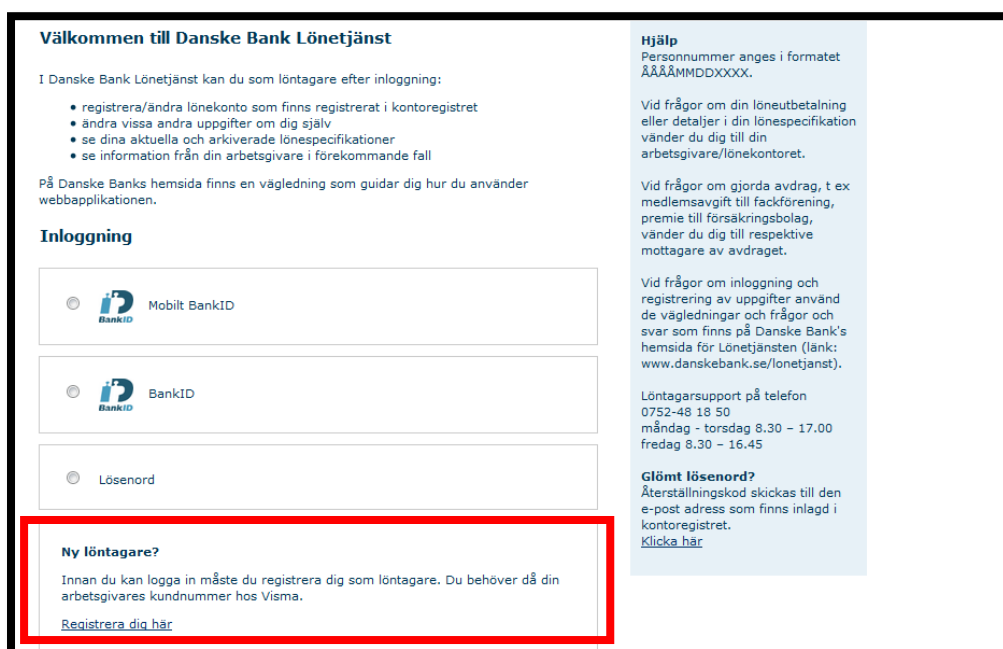 Välkommen till Danske Bank Lönetjänst
I Danske Bank Lönetjänst kan du som löntagare efter inloggning:
• registrera/ändra lönekonto som finns registrerat i kontoregistret
• ändra vissa andra uppgifter om dig själv
• se dina aktuella och arkiverade lönespecifikationer
• se information från din arbetsgivare i förekommande fall
På Danske Banks hemsida finns en vägledning som guidar dig hur du använder
webbapplikationen.
Inloggning
BankID
Mobilt BankID
BankID
BankID
Lösenord
Ny löntagare?
Innan du kan logga in måste du registrera dig som löntagare. Du behöver då din
arbetsgivares kundnummer hos Visma.
Registrera dig här
Hjälp
Personnummer anges i formatet
ÅÅÅÅMMDDXXXX.
Vid frågor om din löneutbetalning
eller detaljer i din lönespecifikation
vänder du dig till din
arbetsgivare/lönekontoret.
Vid frågor om gjorda avdrag, t ex
medlemsavgift till fackförening,
premie till försäkringsbolag,
vänder du dig till respektive
mottagare av avdraget.
Vid frågor om inloggning och
registrering av uppgifter använd
de vägledningar och frågor och
svar som finns på Danske Bank's
hemsida för Lönetjänsten (länk:
www.danskebank.se/lonetjanst).
Löntagarsupport på telefon
0752-48 18 50
måndag - torsdag 8.30 – 17.00
fredag 8.30 – 16.45
Glömt lösenord?
Återställningskod skickas till den
e-post adress som finns inlagd i
kontoregistret.
Klicka här